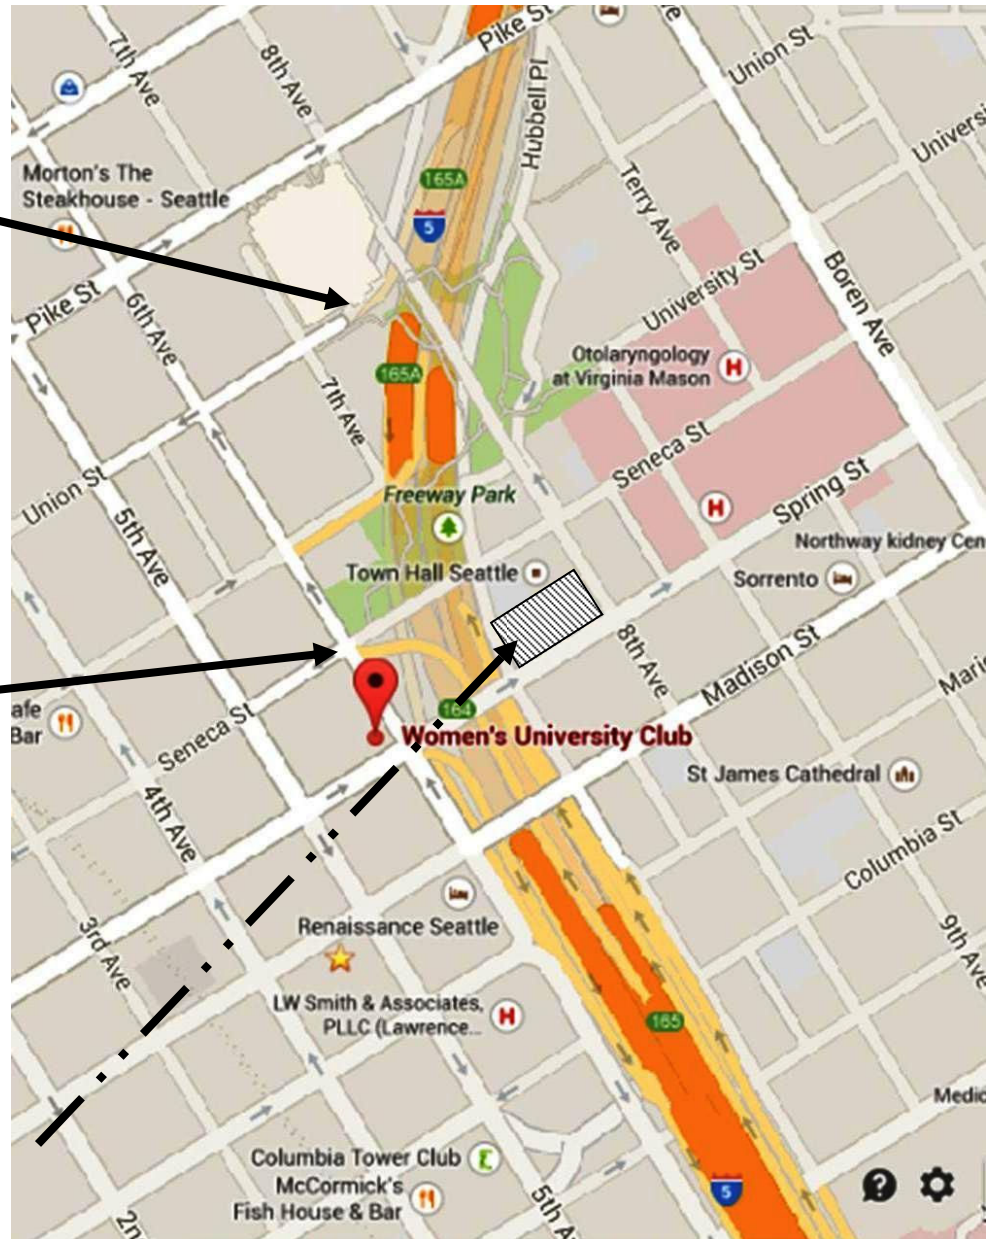 Pike St
7th Ave
8th Ave
Union St
Hubbell Pl
Morton's The
Steakhouse - Seattle
165A
5
Terry Ave
University St
Boren Ave
Pike St
6th Ave
Otolaryngology
at Virginia Mason
H
165A
7th Ave
Seneca St
Union St
Freeway Park
Spring St
H
5th Ave
Northway kidney Cen
Town Hall Seattle
Sorrento
8th Ave
Madison St
Mari
afe
Bar
Seneca St
164
Women's University Club
St James Cathedral
4th Ave
Columbia St
3rd Ave
Renaissance Seattle
9th Ave
LW Smith & Associates,
PLLC (Lawrence...
H
165
Medic
Columbia Tower Club
McCormick's
Fish House & Bar
5
?
5th A
2n